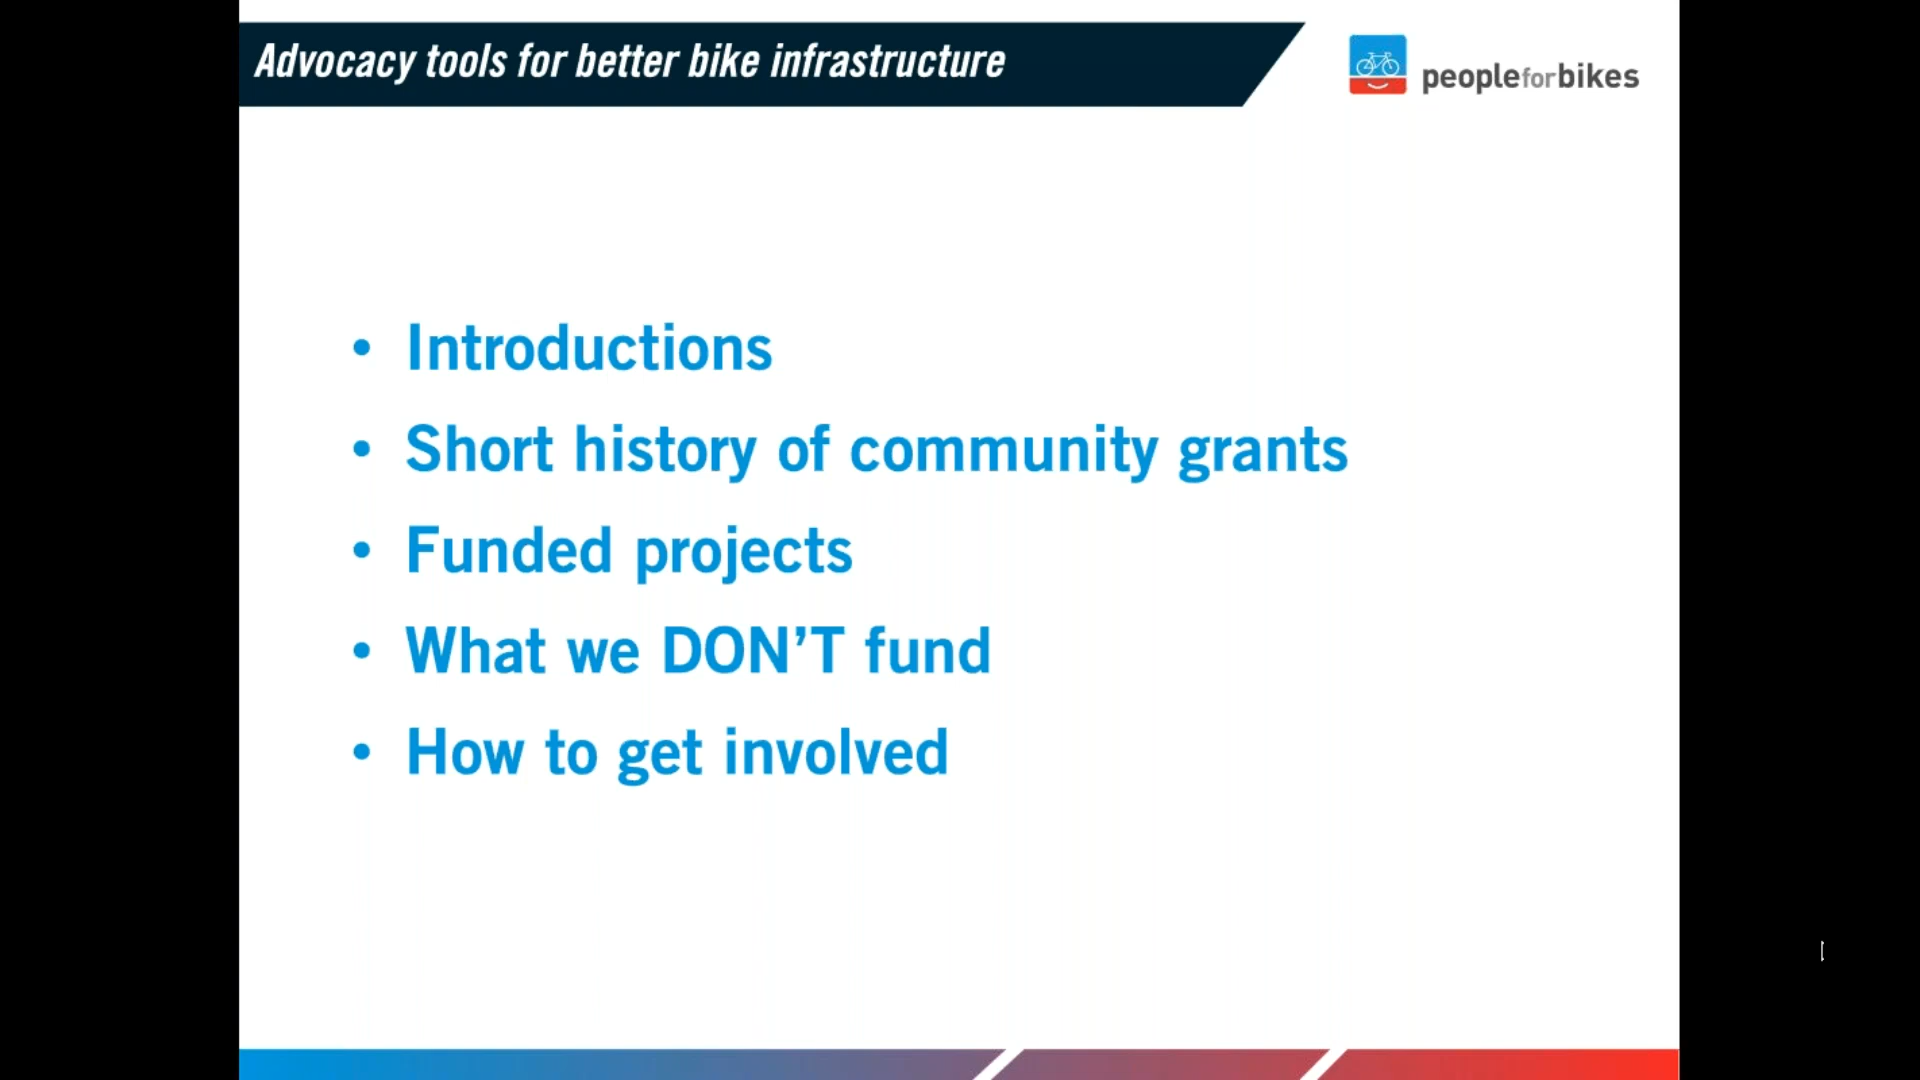 Advocacy tools for better bike infrastructure
peopleforbikes
• Introductions
• Short history of community grants
• Funded projects
• What we DON’T fund
• How to get involved